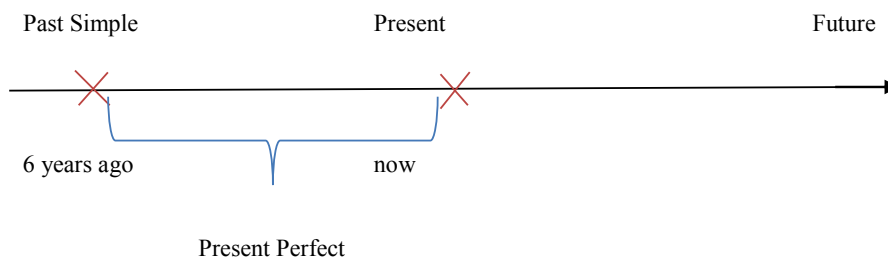 Past Simple Present Future
6 years ago now
Present Perfect